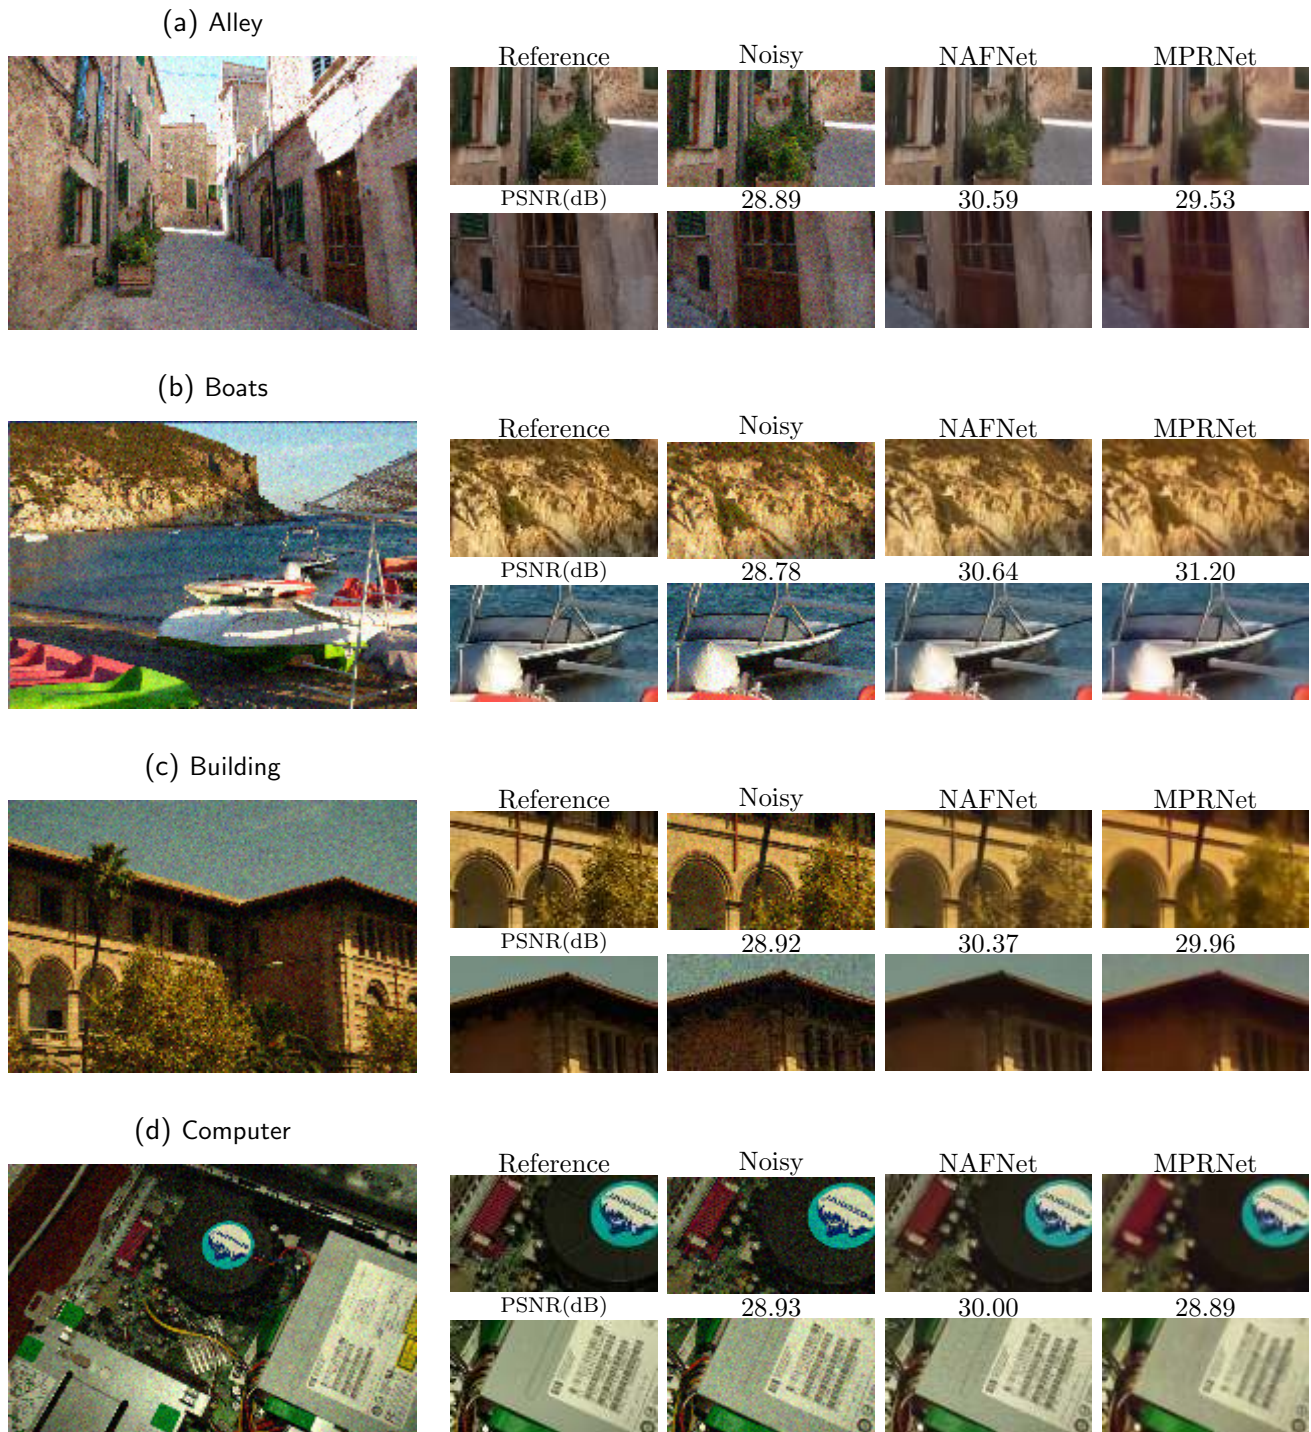 (a) Alley
Reference Noisy NAFNet MPRNet
PSNR(dB) 28.89 30.59 29.53
(b) Boats
Reference Noisy NAFNet MPRNet
PSNR(dB) 28.78 30.64 31.20
(c) Building
Reference Noisy NAFNet MPRNet
PSNR(dB) 28.92 30.37 29.96
(d) Computer
Reference Noisy NAFNet MPRNet
PSNR(dB) 28.93 30.00 28.89